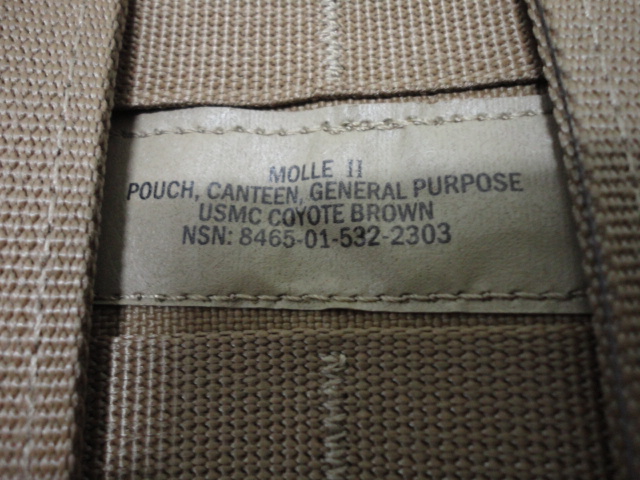 MOLLE II
POUCH, CANTEEN, GENERAL PURPOSE
USMC COYOTE BROWN
NSN: 8465-01-532-2303